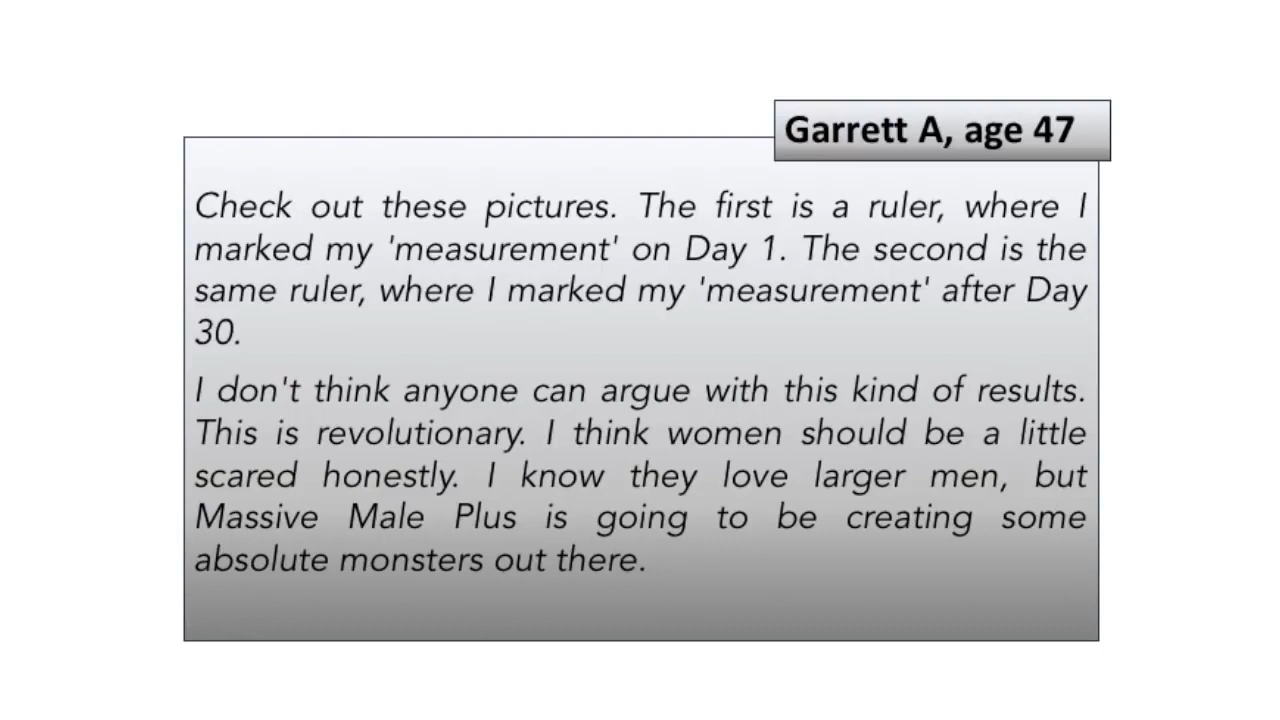 Garrett A, age 47
Check out these pictures. The first is a ruler, where I
marked my 'measurement' on Day 1. The second is the
same ruler, where I marked my 'measurement' after Day
30.
I don't think anyone can argue with this kind of results.
This is revolutionary. I think women should be a little
scared honestly. I know they love larger men, but
Massive Male Plus is going to be creating some
absolute monsters out there.